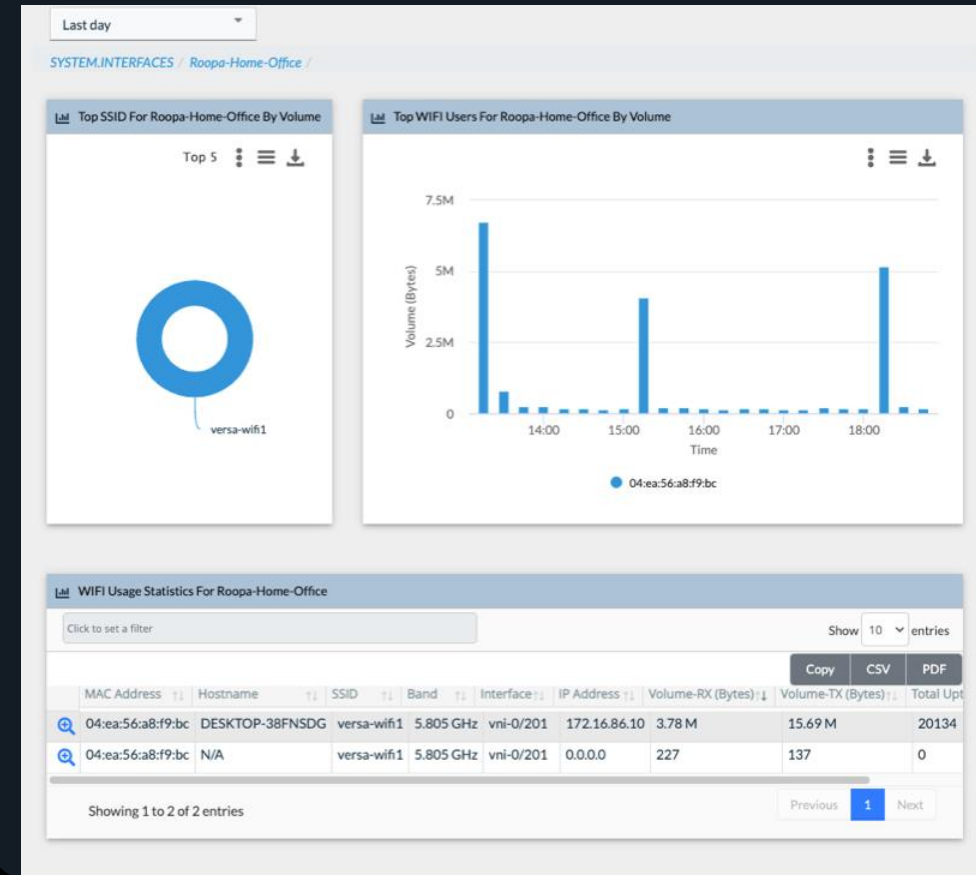 Last day
SYSTEM.INTERFACES / Roopa-Home-Office /
Top SSID For Roopa-Home-Office By Volume
Top 5
versa-wifi1
Top WIFI Users For Roopa-Home-Office By Volume
7.5M
5M
2.5M
0
Volume (Bytes)
14:00 15:00 16:00 17:00 18:00
Time
04:ea:56:a8:f9:bc
WIFI Usage Statistics For Roopa-Home-Office
Click to set a filter
Show 10 entries
Copy CSV PDF
MAC Address Hostname SSID Band Interface IP Address Volume-RX (Bytes) Volume-TX (Bytes) Total Upt
04:ea:56:a8:f9:bc DESKTOP-38FNSDG versa-wifi1 5.805 GHz vni-0/201 172.16.86.10 3.78 M 15.69 M 20134
04:ea:56:a8:f9:bc N/A versa-wifi1 5.805 GHz vni-0/201 0.0.0.0 227 137 0
Showing 1 to 2 of 2 entries
Previous 1 Next